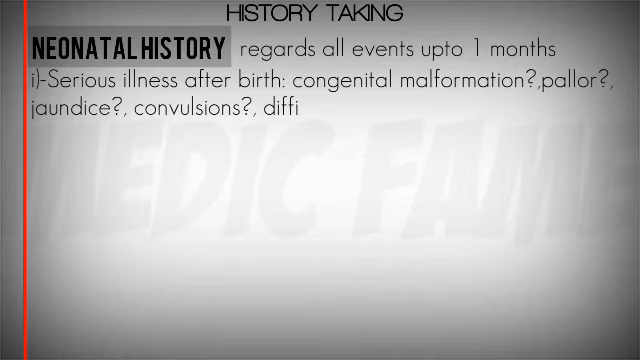 HISTORY TAKING
NEONATAL HISTORY regards all events upto 1 months
i)-Serious illness after birth: congenital malformation?,pallor?,
jaundice?, convulsions?, diffi
MEDIC FAME